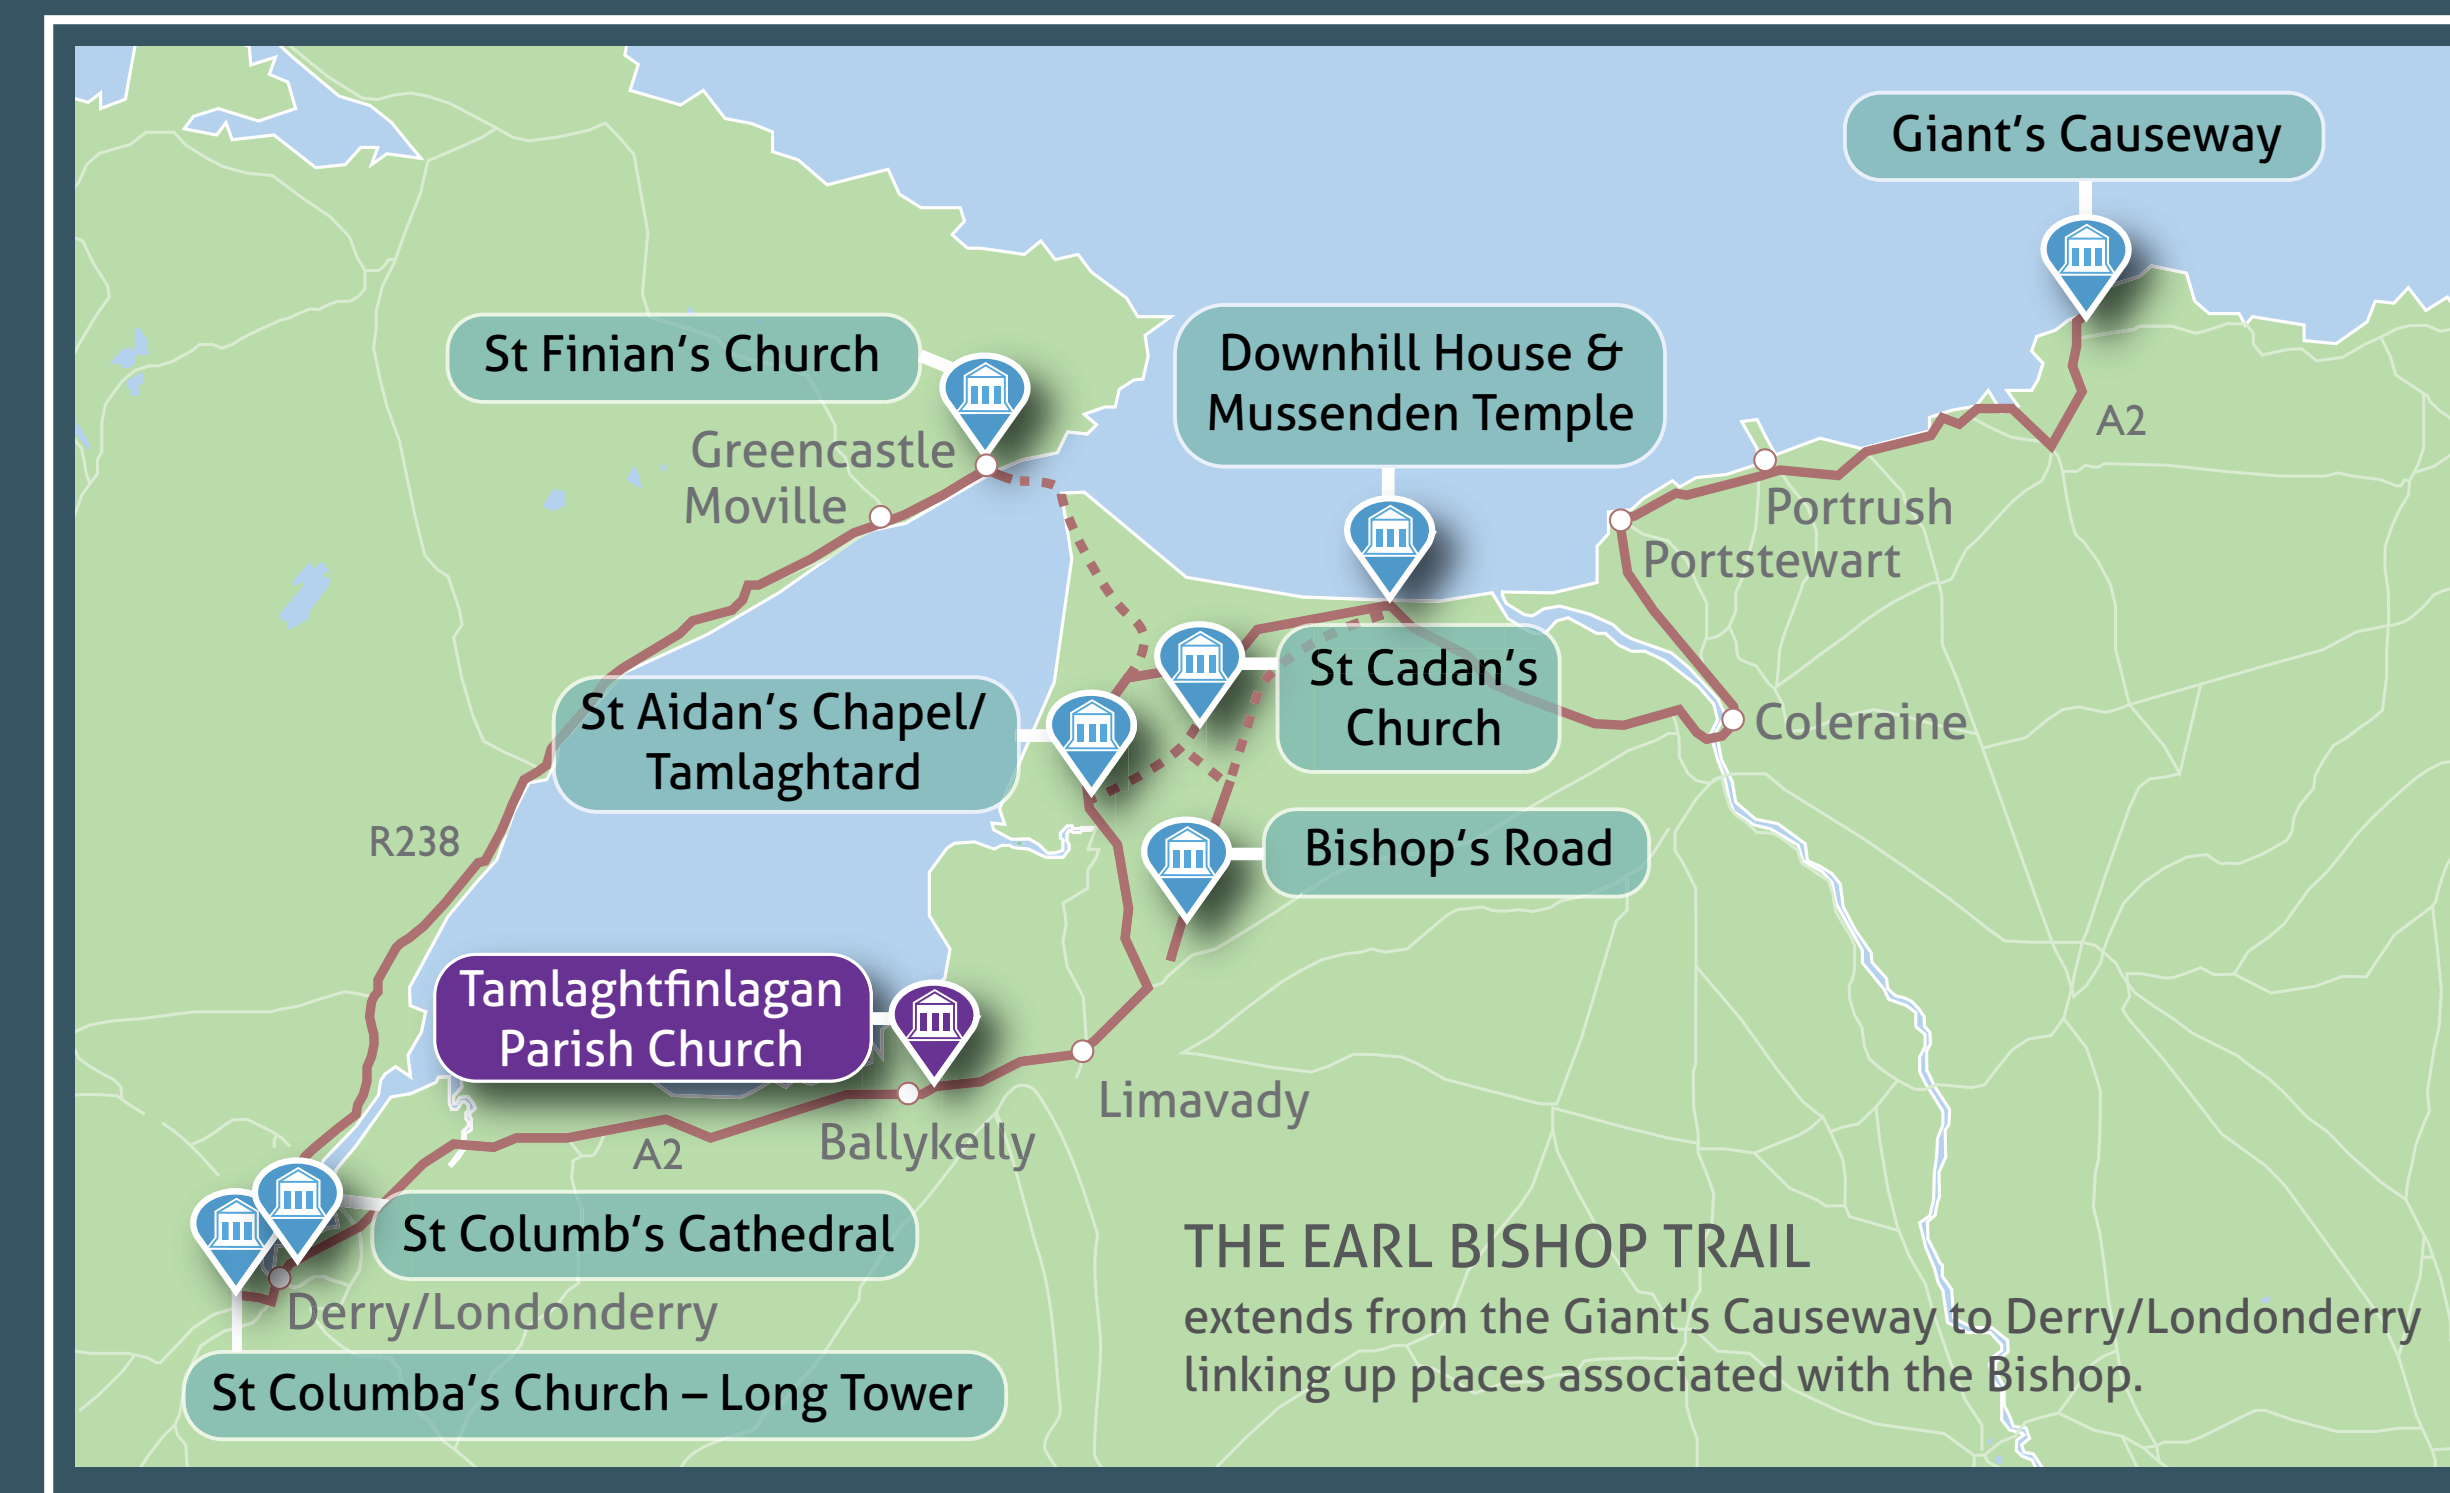 Giant's Causeway
St Finian's Church
Downhill House &
Mussenden Temple
A2
Greencastle
Moville
Portrush
Portstewart
St Cadan's
Church
St Aidan's Chapel/
Tamlaghtard
Coleraine
R238
Bishop's Road
Tamlaghtfinlagan
Parish Church
Limavady
Ballykelly
A2
St Columb's Cathedral
Derry/Londonderry
St Columba's Church – Long Tower
THE EARL BISHOP TRAIL
extends from the Giant's Causeway to Derry/Londonderry
linking up places associated with the Bishop.